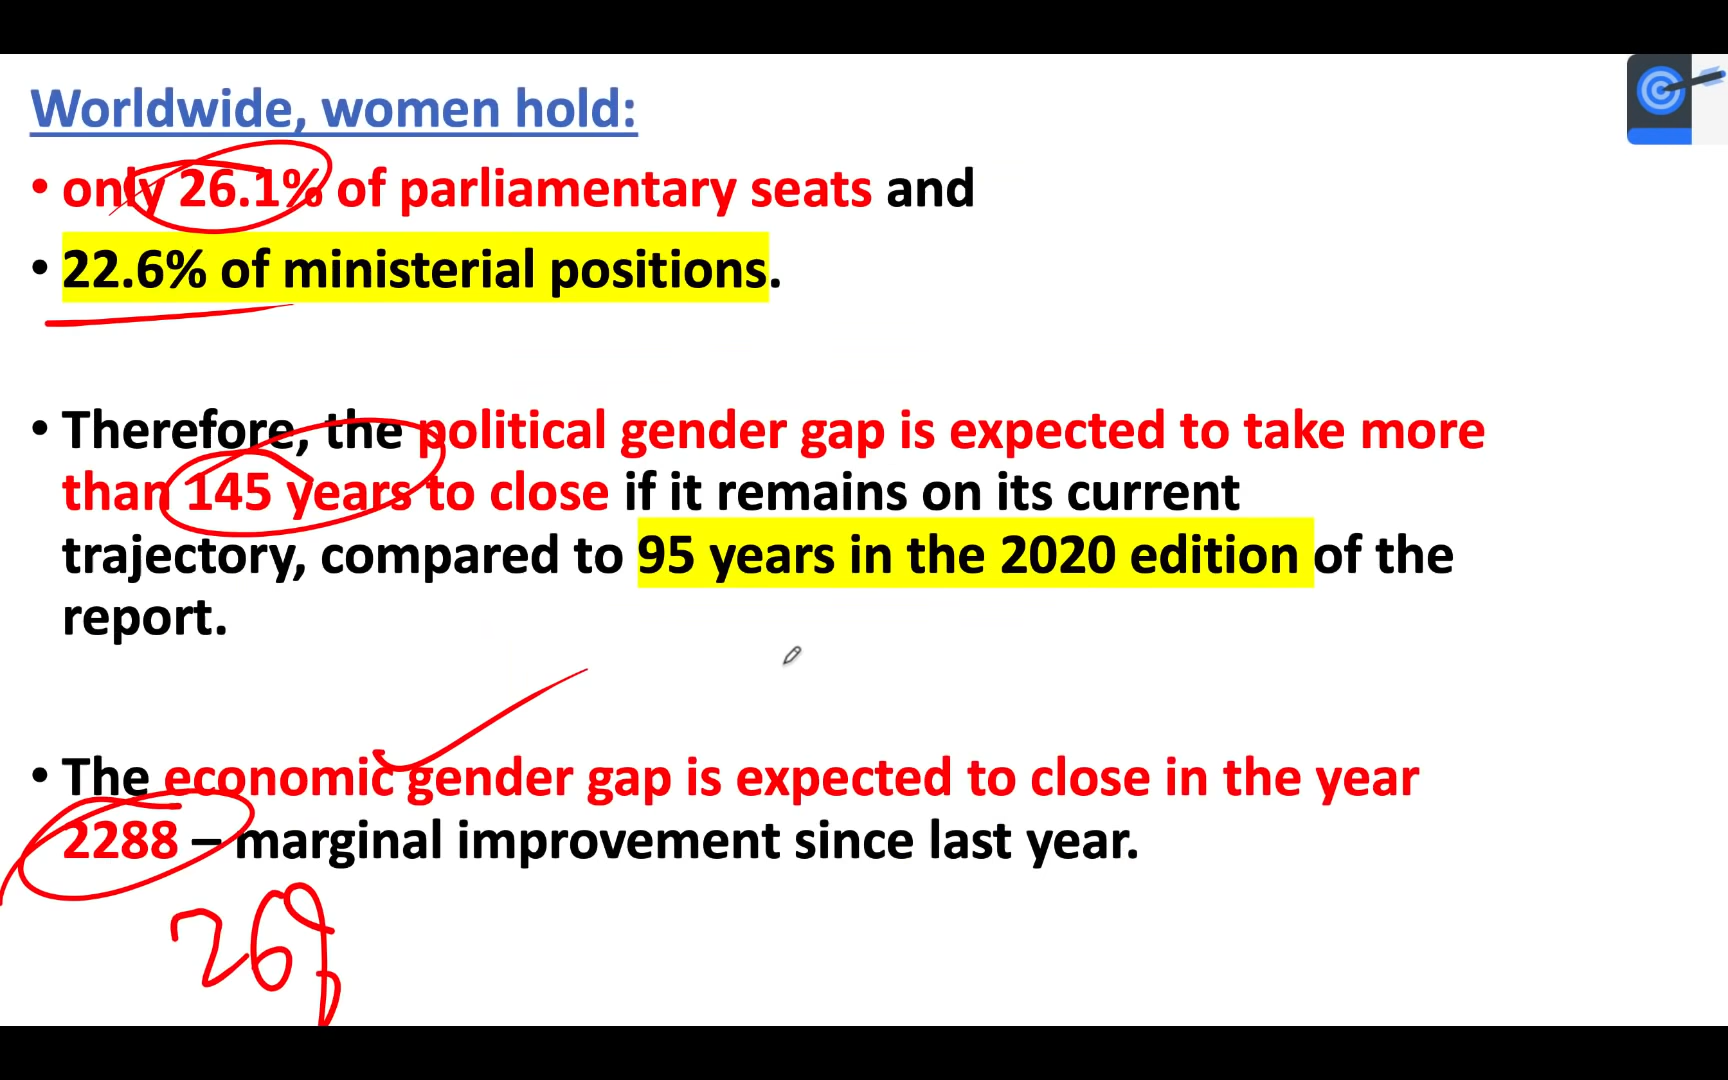 Worldwide, women hold:
• only 26.1% of parliamentary seats and
• 22.6% of ministerial positions.
• Therefore, the political gender gap is expected to take more
than 145 years to close if it remains on its current
trajectory, compared to 95 years in the 2020 edition of the
report.
• The economic gender gap is expected to close in the year
2288 – marginal improvement since last year.